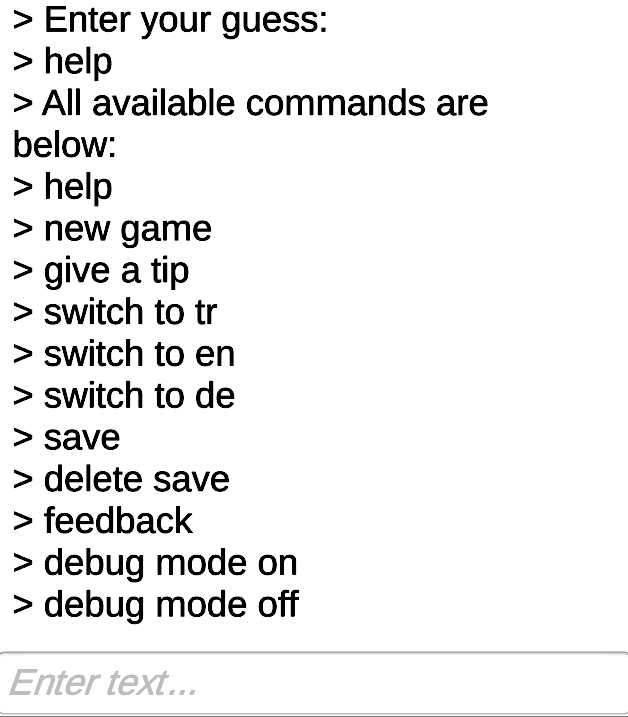 > Enter your guess:
> help
> All available commands are
below:
> help
> new game
> give a tip
> switch to tr
> switch to en
> switch to de
> save
> delete save
> feedback
> debug mode on
> debug mode off
Enter text...